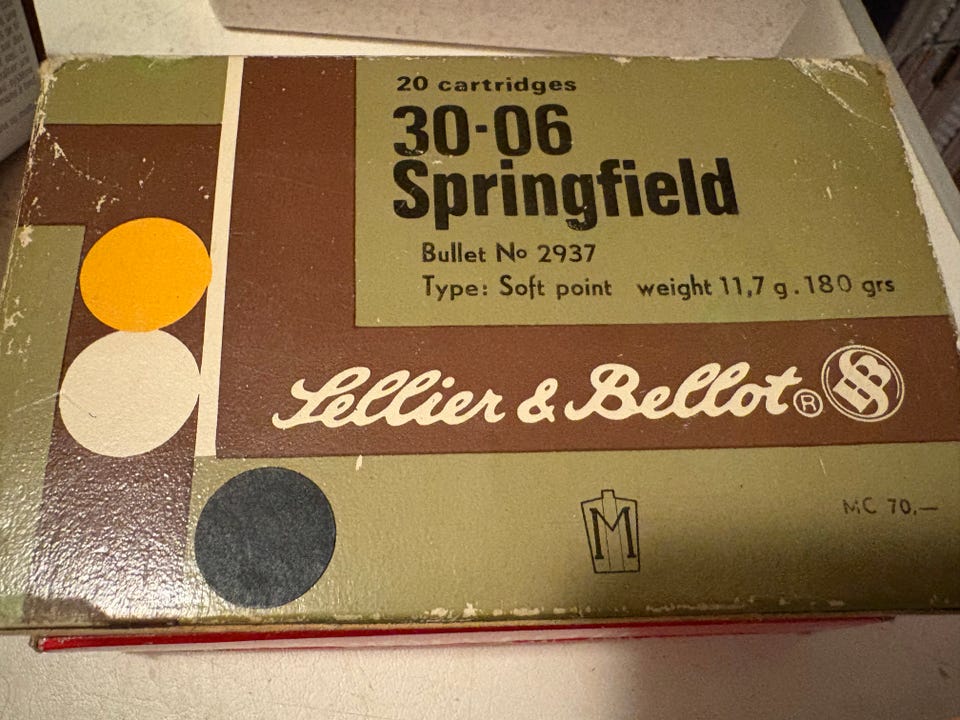 20 cartridges
30-06
Springfield
Bullet No 2937
Type: Soft point weight 11,7 g. 180 grs
Lellier & Bellot ®
M
MC 70,—